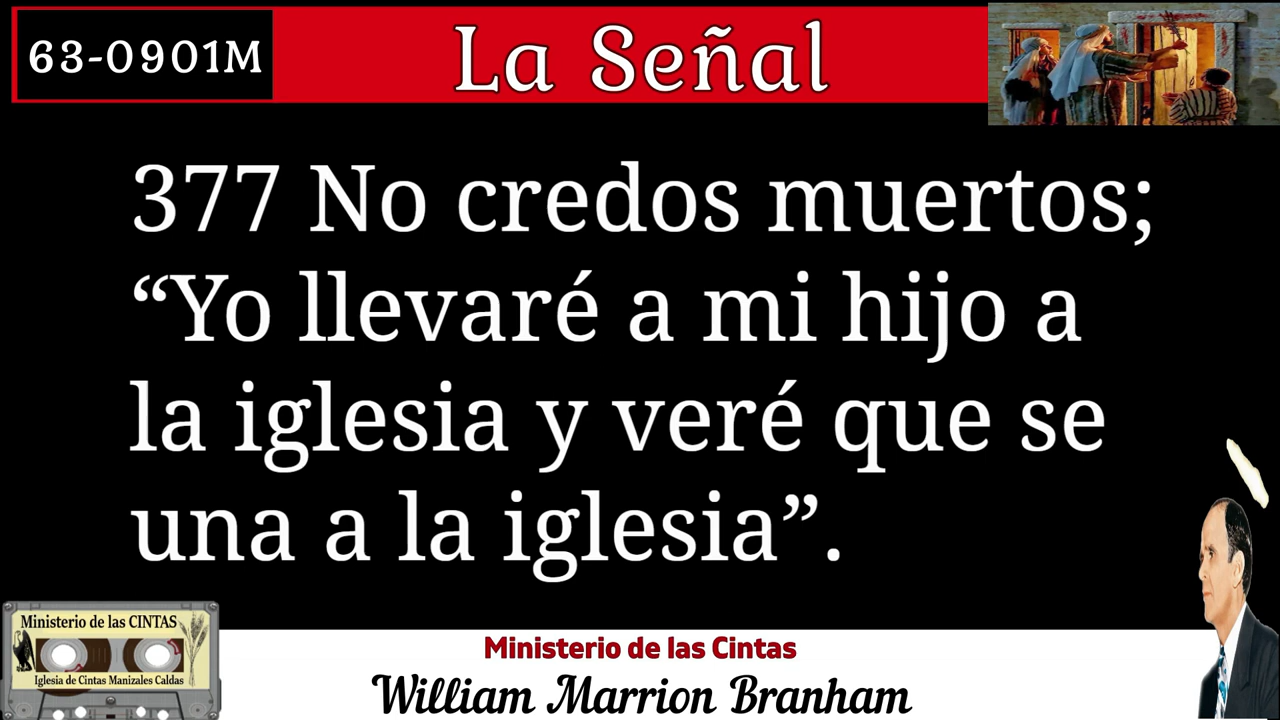 63-0901M
La Señal
377 No credos muertos;
“Yo llevaré a mi hijo a
la iglesia y veré que se
una a la iglesia”.
Ministerio de las CINTAS
Iglesia de Cintas Manizales Caldas
Ministerio de las Cintas
William Marrion Branham